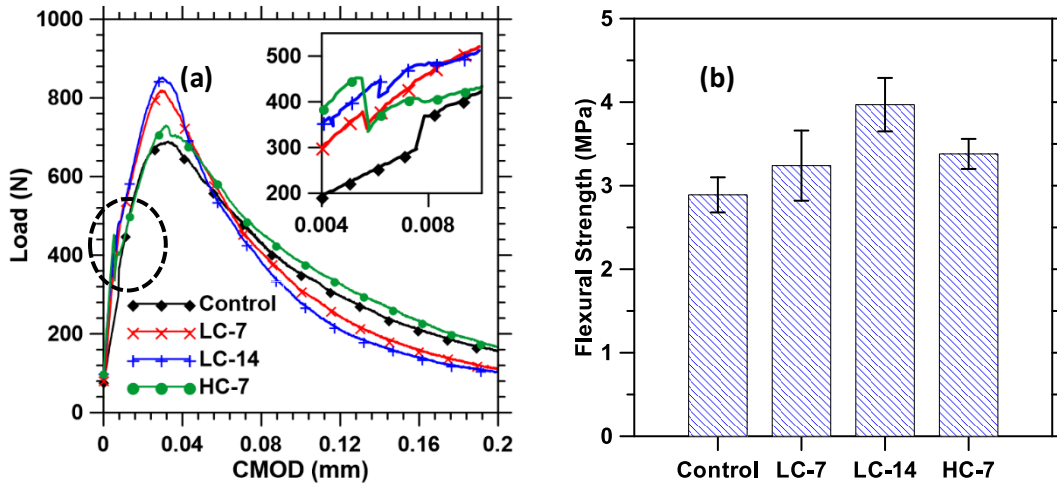 (a)
Load (N)
1000
800
600
400
200
0
0
0.04
0.08
0.12
0.16
0.2
CMOD (mm)
Control
LC-7
LC-14
HC-7
500
400
300
200
0.004
0.008
(b)
Flexural Strength (MPa)
5
4
3
2
1
0
Control LC-7 LC-14 HC-7